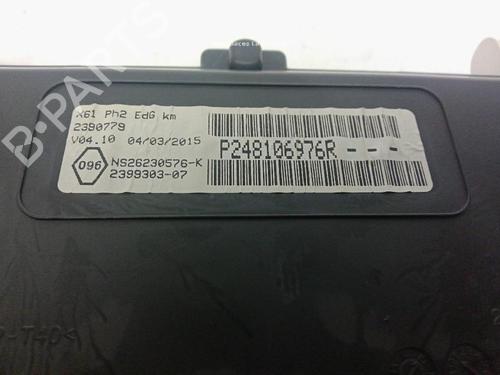 X61 Ph2 EdG km
2390779
V04.10 04/03/2015
P248106976R - - -
096
NS26230576-K
2399303-07
B-PARTS